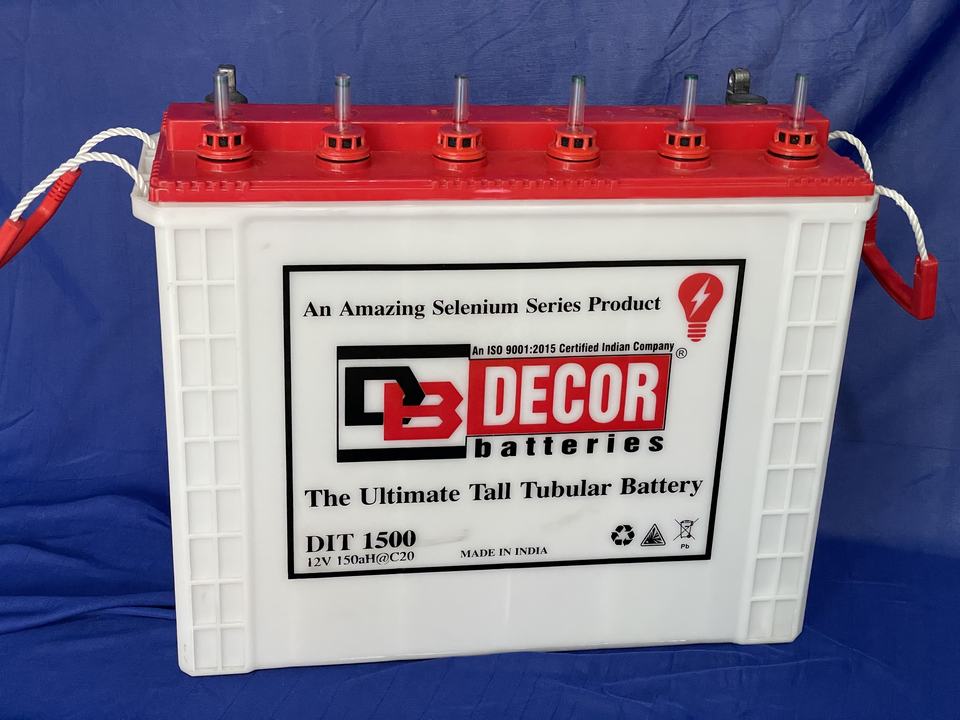 An Amazing Selenium Series Product
An ISO 9001:2015 Certified Indian Company
®
DB DECOR
batteries
The Ultimate Tall Tubular Battery
DIT 1500
12V 150aH@C20
MADE IN INDIA
Pb